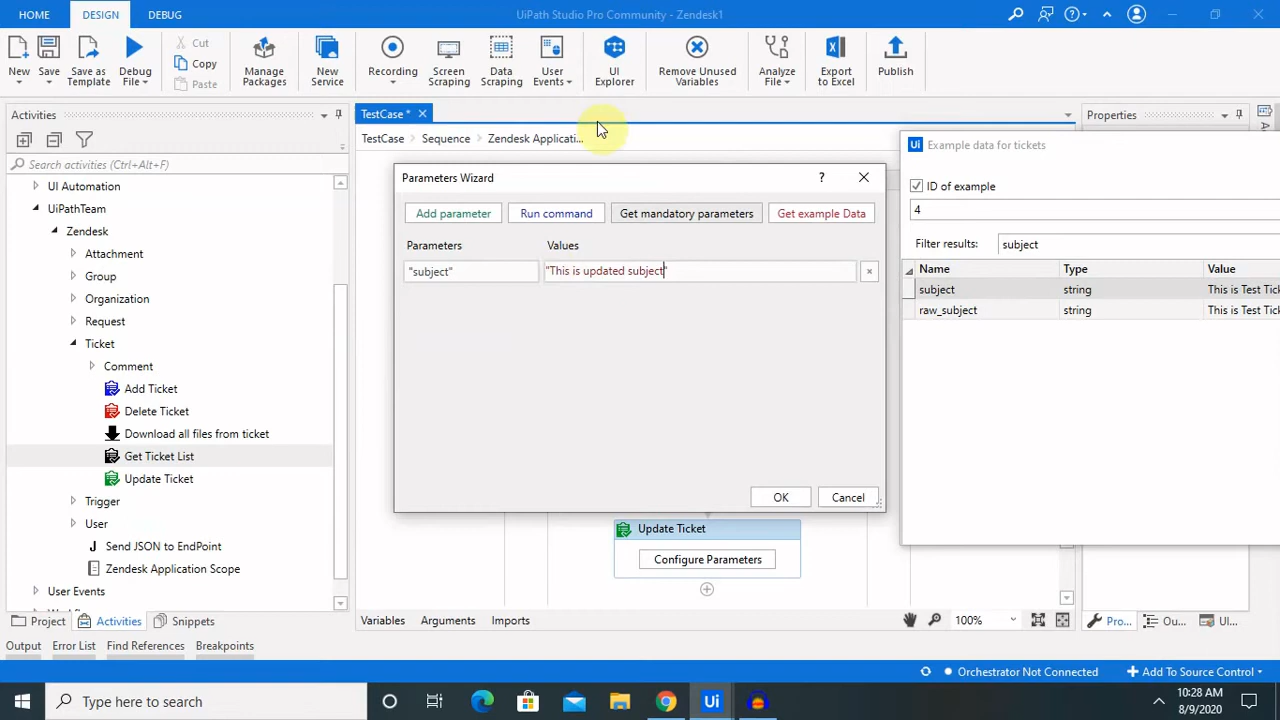 HOME DESIGN DEBUG UiPath Studio Pro Community - Zendesk1
New Save Save as Template Debug File Cut Copy Paste Manage Packages New Service Recording Screen Scraping Data Scraping User Events UI Explorer Remove Unused Variables Analyze File Export to Excel Publish
Activities
Search activities (Ctrl+Alt+F)
UI Automation
UiPathTeam
Zendesk
Attachment
Group
Organization
Request
Ticket
Comment
Add Ticket
Delete Ticket
Download all files from ticket
Get Ticket List
Update Ticket
Trigger
User
Send JSON to EndPoint
Zendesk Application Scope
User Events
Project Activities Snippets
Output Error List Find References Breakpoints
TestCase *
TestCase > Sequence > Zendesk Applicati...
Parameters Wizard ?
Add parameter Run command Get mandatory parameters Get example Data
Parameters Values
"subject" "This is updated subject"
OK Cancel
Update Ticket
Configure Parameters
Variables Arguments Imports 100%
Properties
Ui Example data for tickets
ID of example
4
Filter results: subject
Name Type Value
subject string This is Test Tic
raw_subject string This is Test Tic
Pro... Ou... UI...
Orchestrator Not Connected Add To Source Control
Type here to search
Ui
10:28 AM
8/9/2020